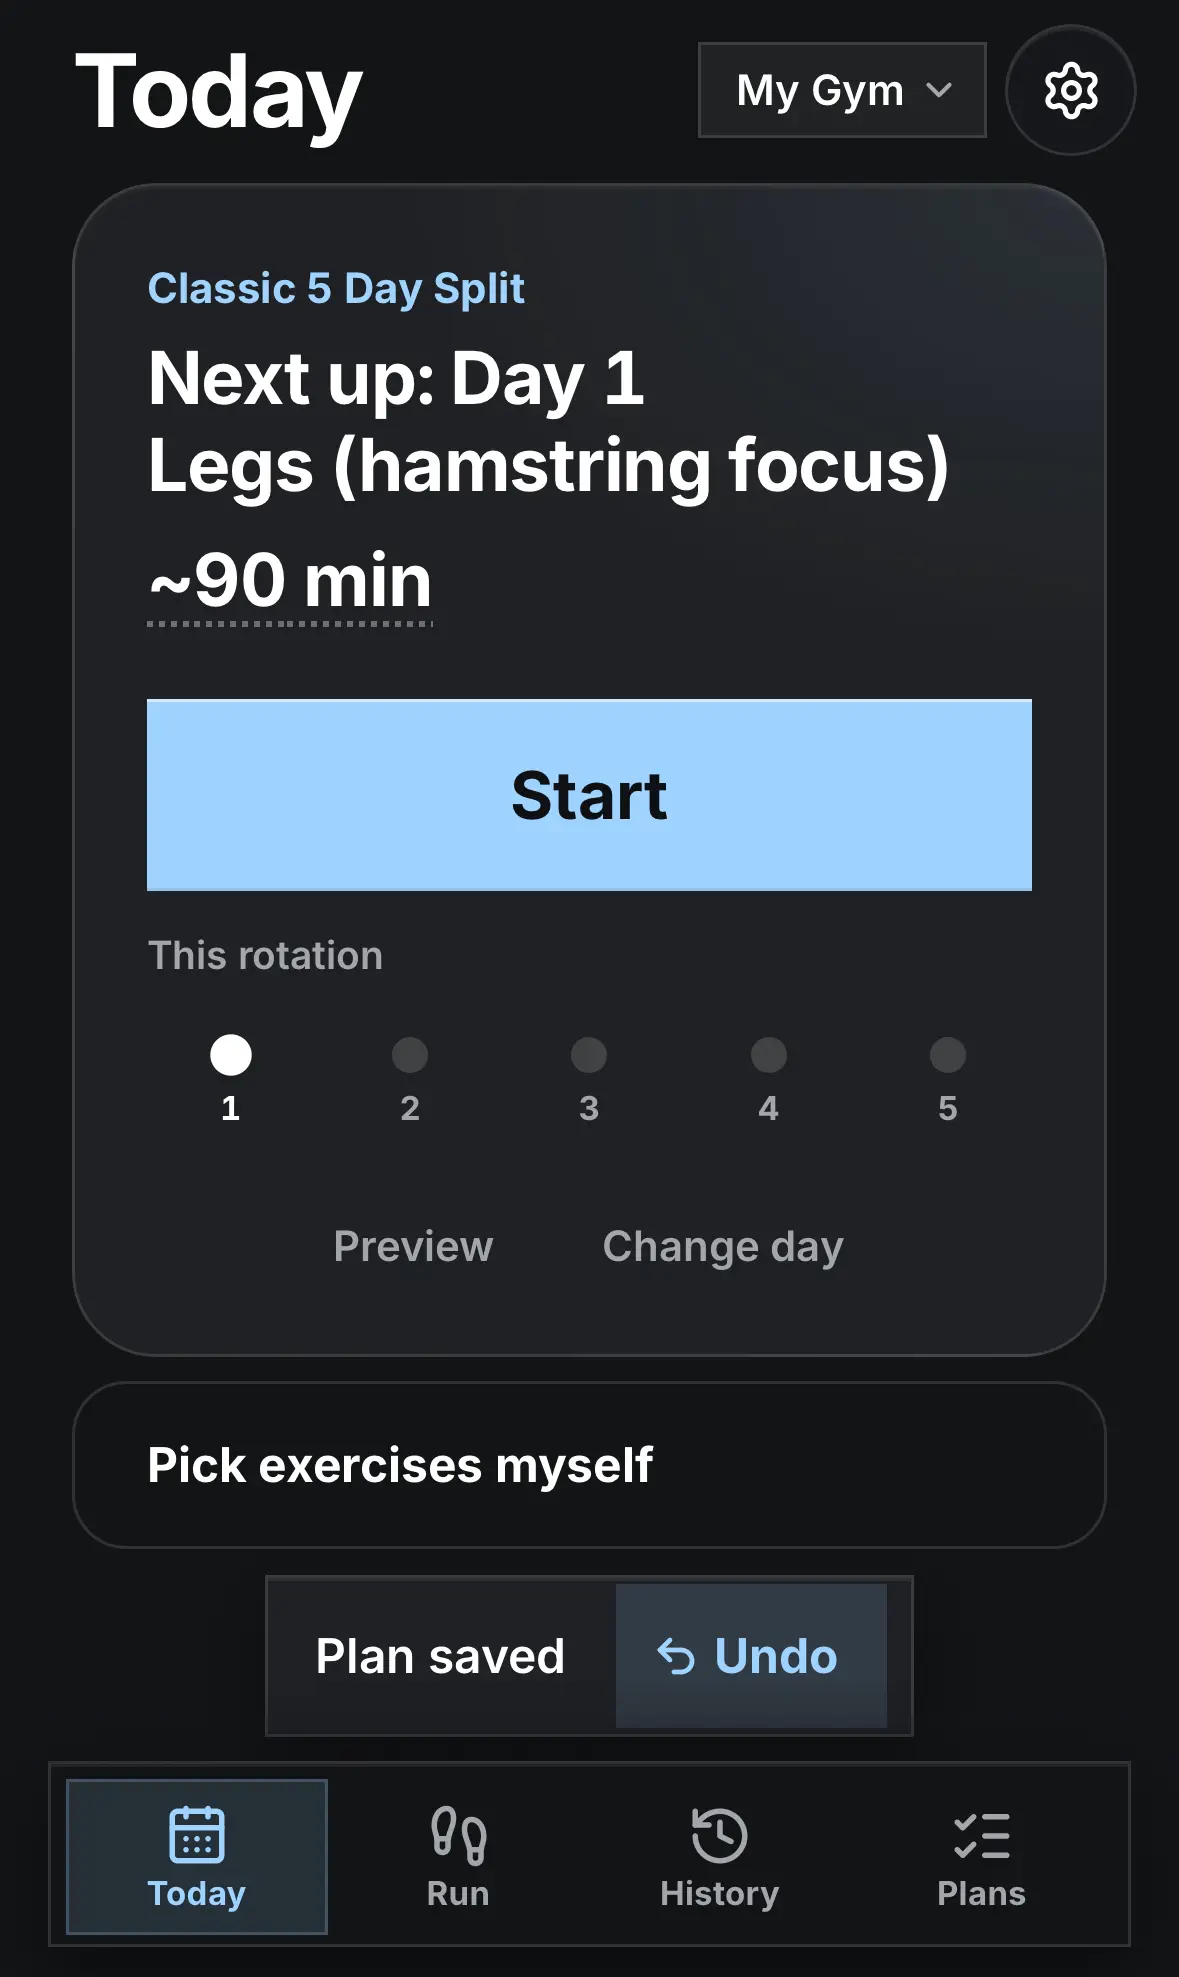 Today
My Gym
Classic 5 Day Split
Next up: Day 1
Legs (hamstring focus)
~90 min
Start
This rotation
1 2 3 4 5
Preview Change day
Pick exercises myself
Plan saved Undo
Today Run History Plans